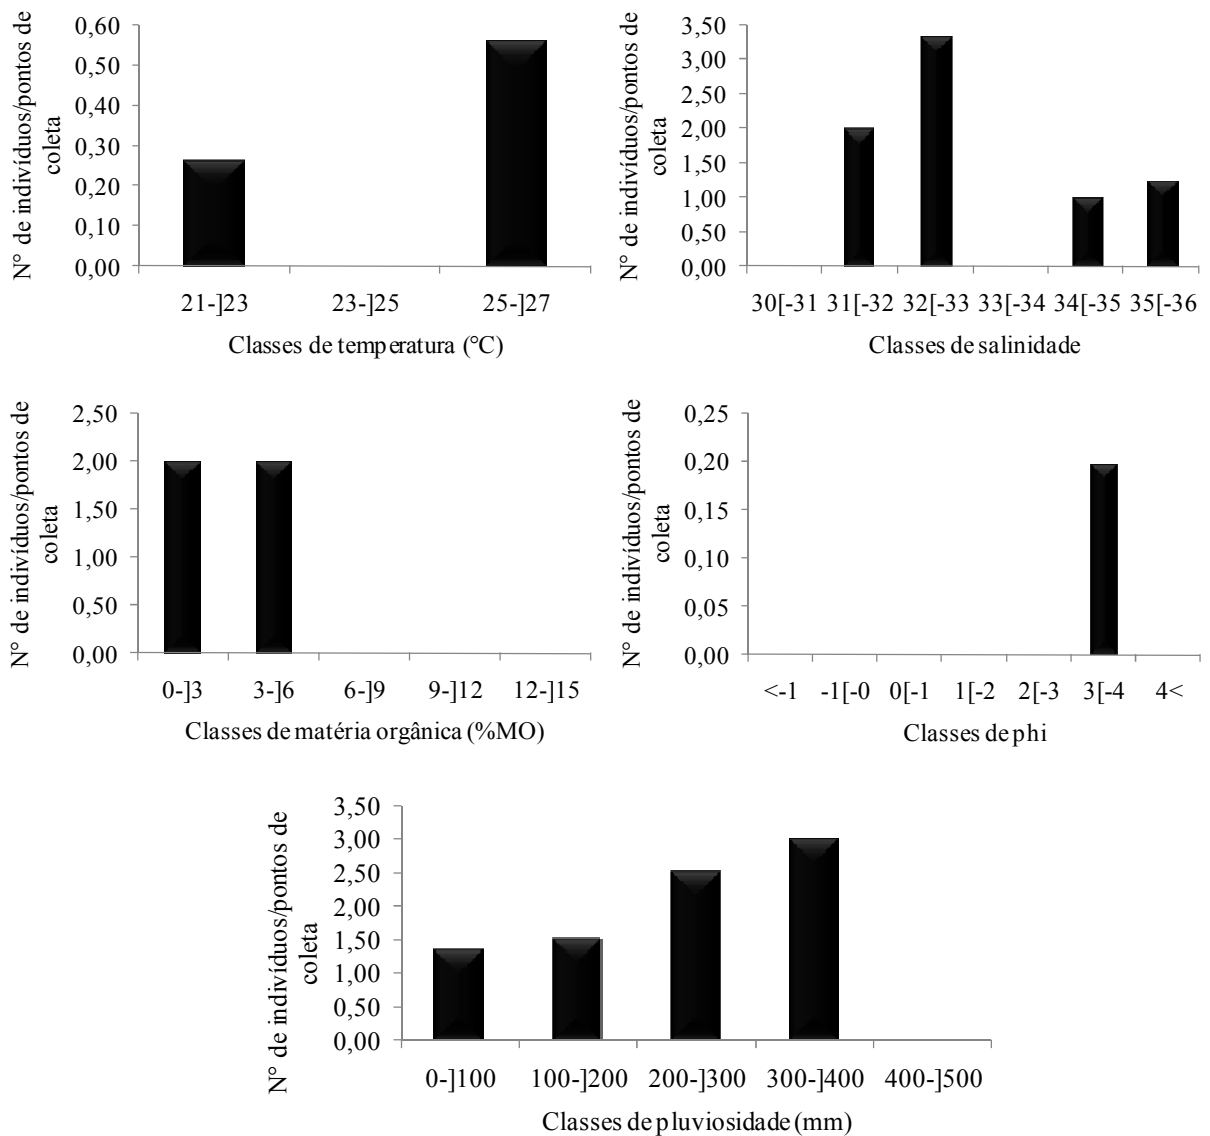 N° de indivíduos/pontos de
coleta
0,60
0,50
0,40
0,30
0,20
0,10
0,00
21-]23 23-]25 25-]27
Classes de temperatura (°C)
N° de indivíduos/pontos de
coleta
3,50
3,00
2,50
2,00
1,50
1,00
0,50
0,00
30[-31 31[-32 32[-33 33[-34 34[-35 35[-36
Classes de salinidade
N° de indivíduos/pontos de
coleta
2,50
2,00
1,50
1,00
0,50
0,00
0-]3 3-]6 6-]9 9-]12 12-]15
Classes de matéria orgânica (%MO)
N° de indivíduos/pontos de
coleta
0,25
0,20
0,15
0,10
0,05
0,00
<-1 -1[-0 0[-1 1[-2 2[-3 3[-4 4<
Classes de phi
N° de indivíduos/pontos de
coleta
3,50
3,00
2,50
2,00
1,50
1,00
0,50
0,00
0-]100 100-]200 200-]300 300-]400 400-]500
Classes de pluviosidade (mm)